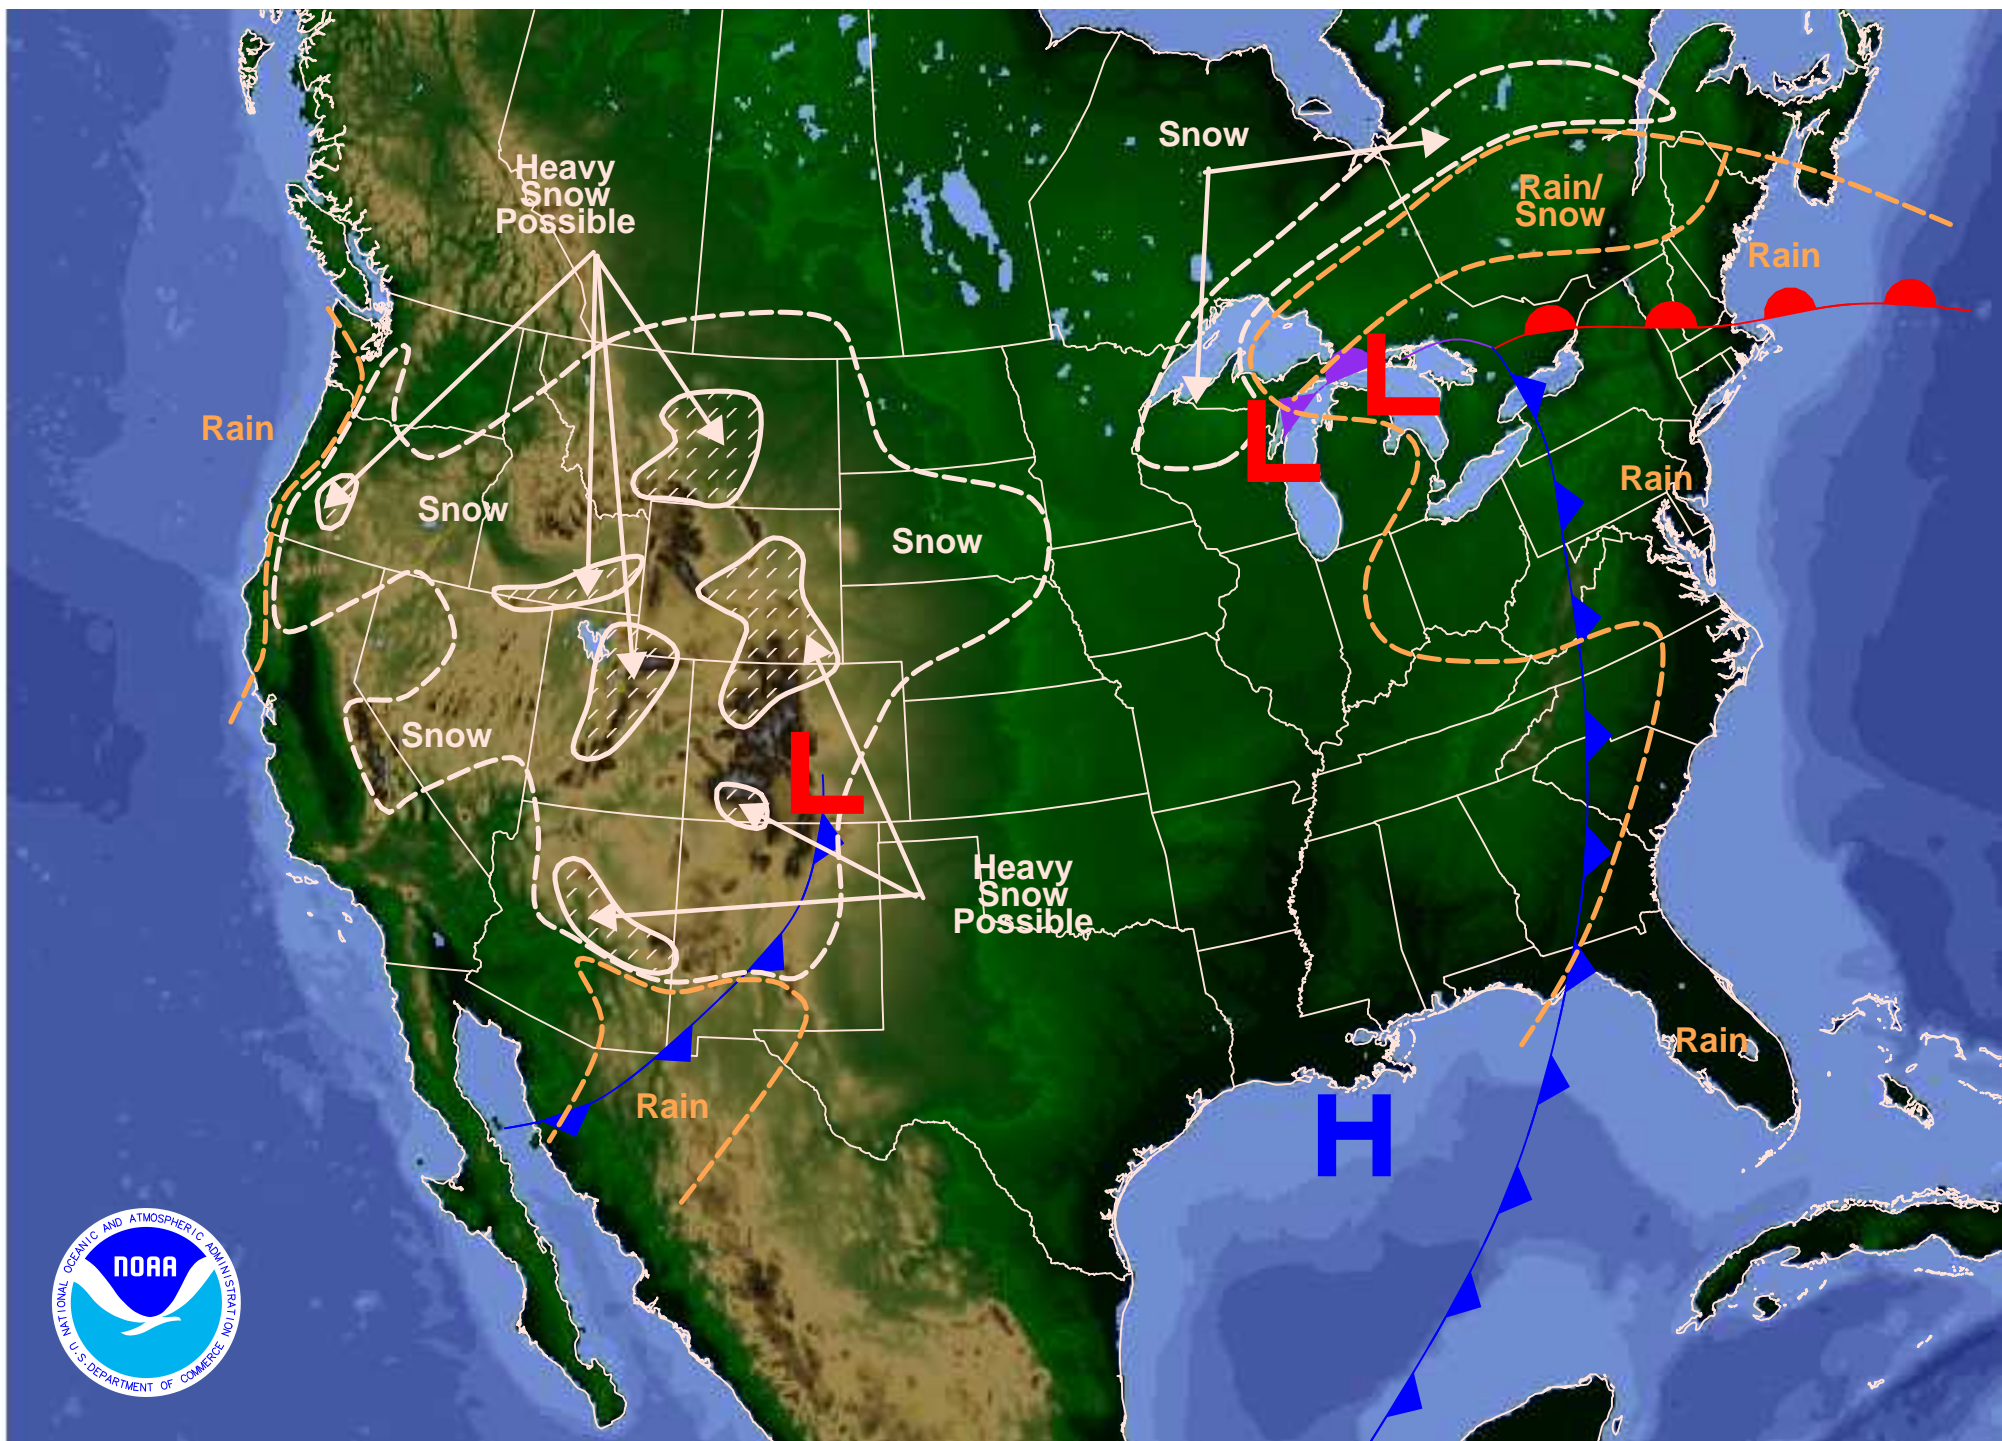 Snow
Heavy
Snow
Possible
Rain/
Snow
Rain
Rain
Rain
Snow
Snow
Snow
L
L
L
Heavy
Snow
Possible
Rain
Rain
H
NATIONAL OCEANIC AND ATMOSPHERIC ADMINISTRATION
NOAA
U.S. DEPARTMENT OF COMMERCE